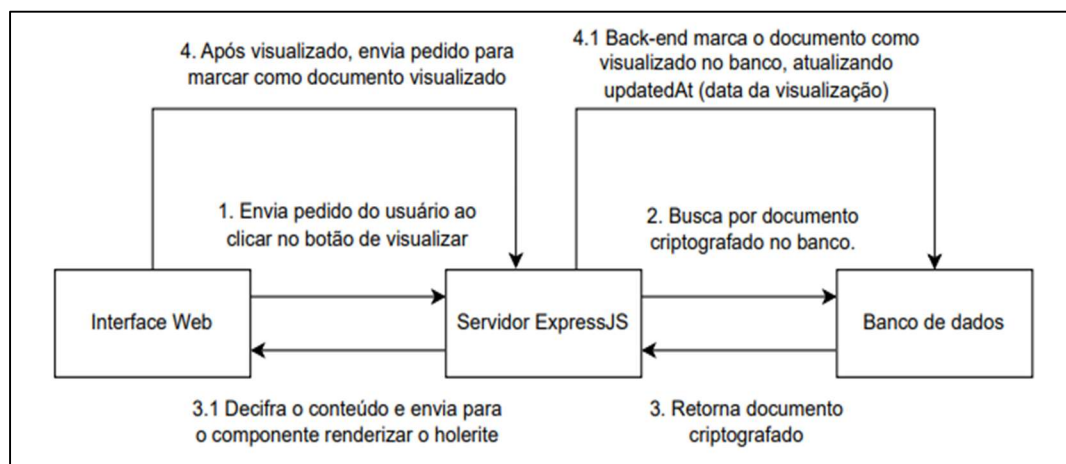 4. Após visualizado, envia pedido para
marcar como documento visualizado
4.1 Back-end marca o documento como
visualizado no banco, atualizando
updatedAt (data da visualização)
1. Envia pedido do usuário ao
clicar no botão de visualizar
2. Busca por documento
criptografado no banco.
Interface Web
Servidor ExpressJS
Banco de dados
3.1 Decifra o conteúdo e envia para
o componente renderizar o holerite
3. Retorna documento
criptografado